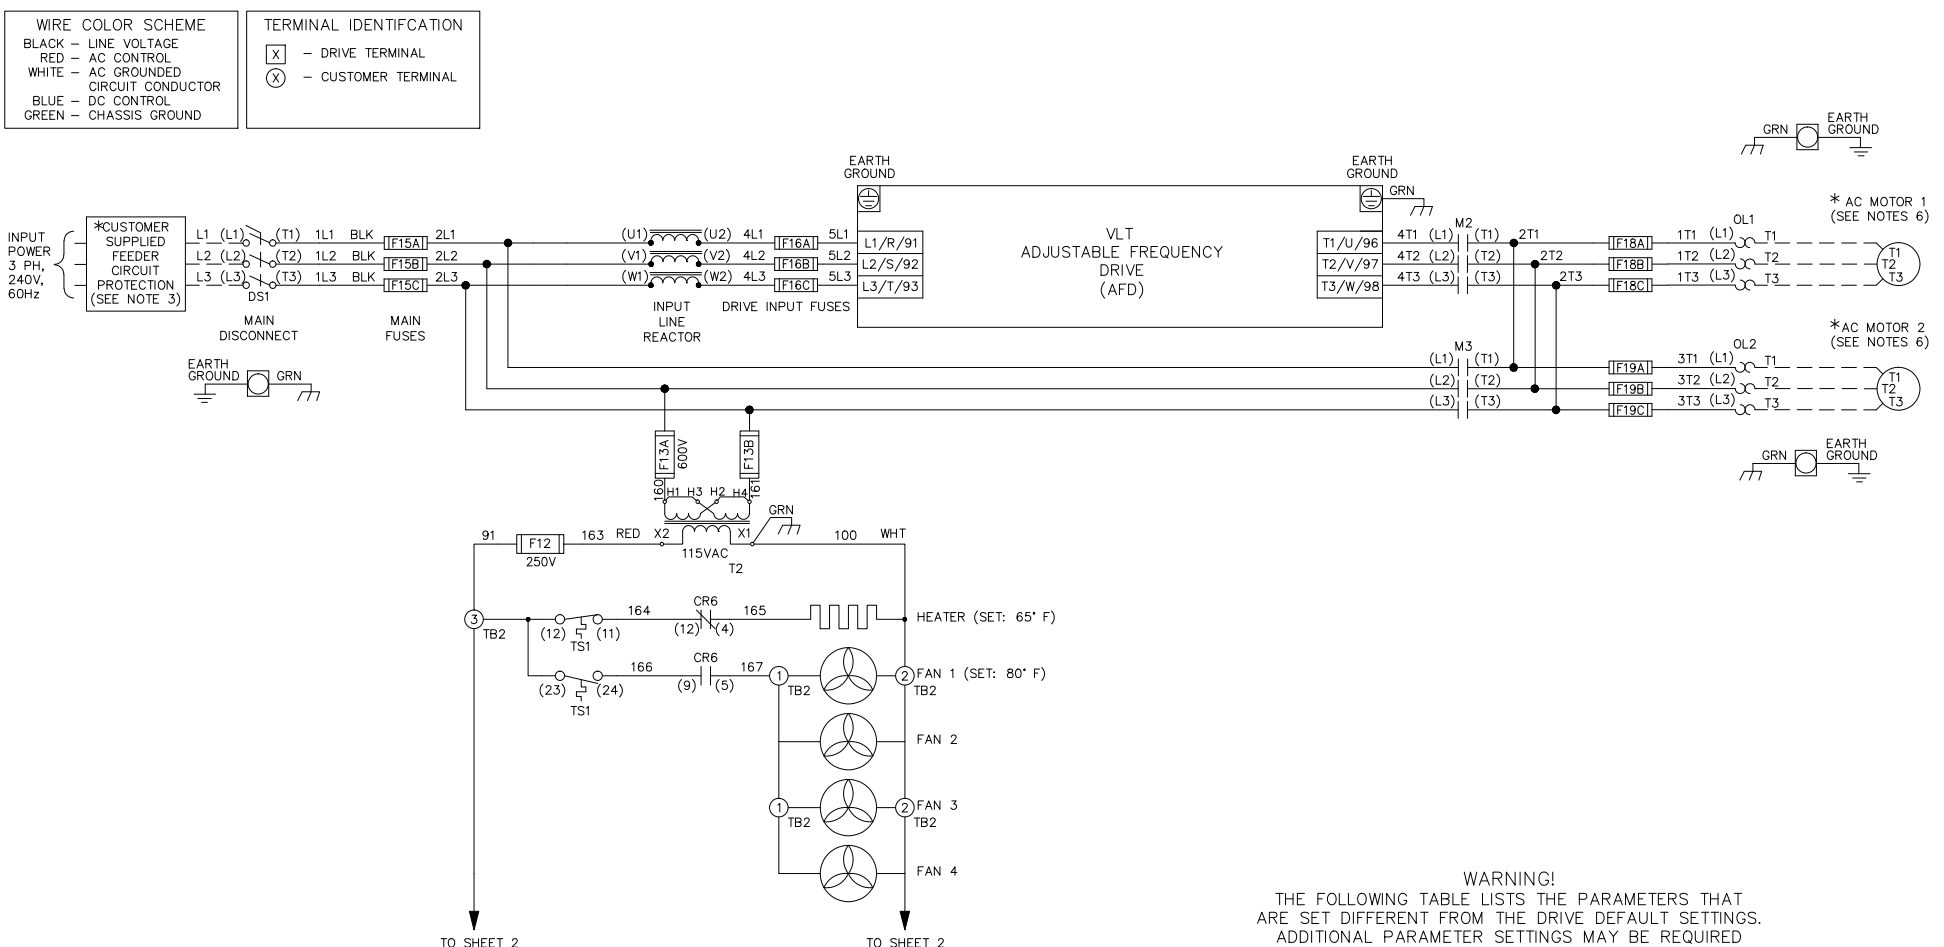 WIRE COLOR SCHEME
BLACK – LINE VOLTAGE
RED – AC CONTROL
WHITE – AC GROUNDED
CIRCUIT CONDUCTOR
BLUE – DC CONTROL
GREEN – CHASSIS GROUND
TERMINAL IDENTIFCATION
X – DRIVE TERMINAL
X – CUSTOMER TERMINAL
GRN
EARTH
GROUND
INPUT
POWER
3 PH,
240V,
60Hz
*CUSTOMER
SUPPLIED
FEEDER
CIRCUIT
PROTECTION
(SEE NOTE 3)
L1 (L1) (T1) 1L1 BLK F15A 2L1
L2 (L2) (T2) 1L2 BLK F15B 2L2
L3 (L3) (T3) 1L3 BLK F15C 2L3
DS1
MAIN
DISCONNECT
MAIN
FUSES
EARTH
GROUND
GRN
(U1) (U2) 4L1 F16A 5L1
(V1) (V2) 4L2 F16B 5L2
(W1) (W2) 4L3 F16C 5L3
INPUT
LINE
REACTOR
DRIVE INPUT FUSES
EARTH
GROUND
L1/R/91
L2/S/92
L3/T/93
VLT
ADJUSTABLE FREQUENCY
DRIVE
(AFD)
EARTH
GROUND
GRN
T1/U/96
T2/V/97
T3/W/98
M2
4T1 (L1) (T1) 2T1
4T2 (L2) (T2) 2T2
4T3 (L3) (T3) 2T3
OL1
F18A 1T1 (L1) T1
F18B 1T2 (L2) T2
F18C 1T3 (L3) T3
* AC MOTOR 1
(SEE NOTES 6)
T1
T2
T3
M3
(L1) (T1)
(L2) (T2)
(L3) (T3)
OL2
F19A 3T1 (L1) T1
F19B 3T2 (L2) T2
F19C 3T3 (L3) T3
*AC MOTOR 2
(SEE NOTES 6)
T1
T2
T3
GRN
EARTH
GROUND
F13A
600V
F13B
160
161
H1 H3 H2 H4
GRN
91 F12 163 RED X2 X1 100 WHT
250V
115VAC
T2
3
TB2
(12) (11)
TS1
164
CR6
(12) (4)
165
HEATER (SET: 65° F)
(23) (24)
TS1
166
CR6
(9) (5)
167
1
TB2
2
TB2
FAN 1 (SET: 80° F)
FAN 2
1
TB2
2
TB2
FAN 3
FAN 4
TO SHEET 2
TO SHEET 2
WARNING!
THE FOLLOWING TABLE LISTS THE PARAMETERS THAT
ARE SET DIFFERENT FROM THE DRIVE DEFAULT SETTINGS.
ADDITIONAL PARAMETER SETTINGS MAY BE REQUIRED